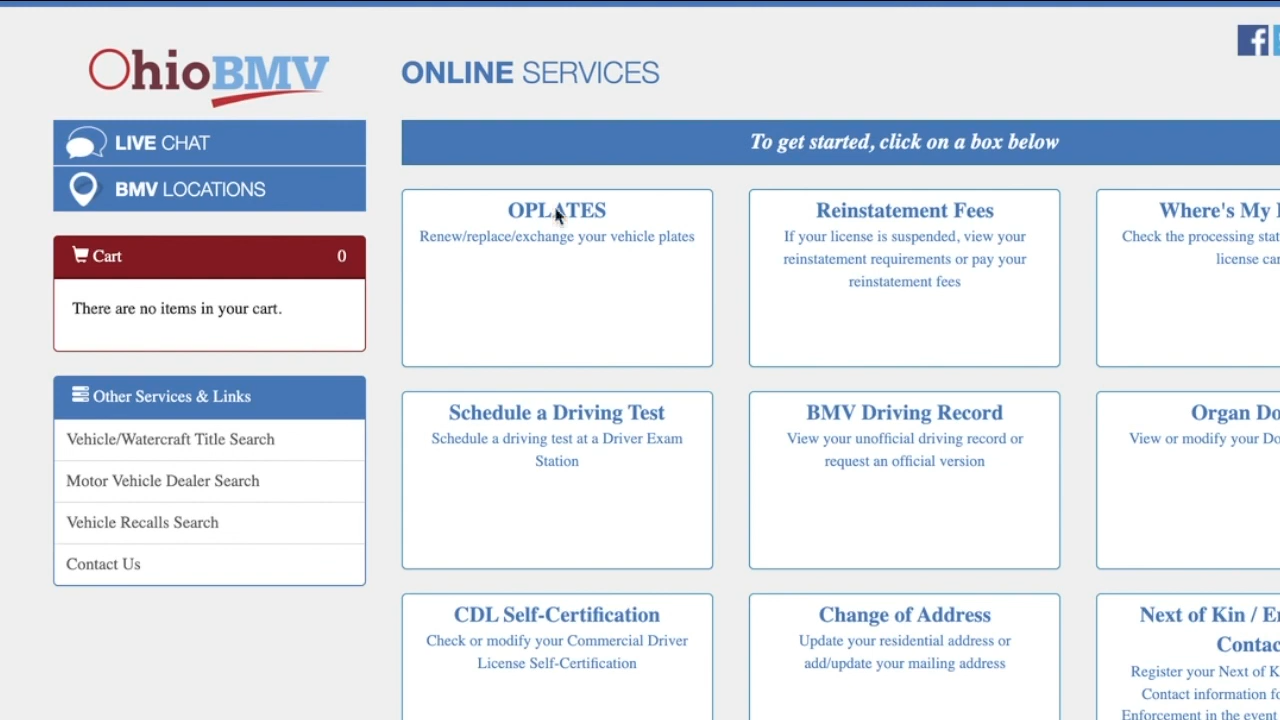 OhioBMV
ONLINE SERVICES
LIVE CHAT
BMV LOCATIONS
Cart 0
There are no items in your cart.
Other Services & Links
Vehicle/Watercraft Title Search
Motor Vehicle Dealer Search
Vehicle Recalls Search
Contact Us
To get started, click on a box below
OPLATES
Renew/replace/exchange your vehicle plates
Reinstatement Fees
If your license is suspended, view your
reinstatement requirements or pay your
reinstatement fees
Where's My
Check the processing
license
Schedule a Driving Test
Schedule a driving test at a Driver Exam
Station
BMV Driving Record
View your unofficial driving record or
request an official version
Organ
View or modify your
CDL Self-Certification
Check or modify your Commercial Driver
License Self-Certification
Change of Address
Update your residential address or
add/update your mailing address
Next of Kin /
Register your Next of
Contact information
Enforcement in the event